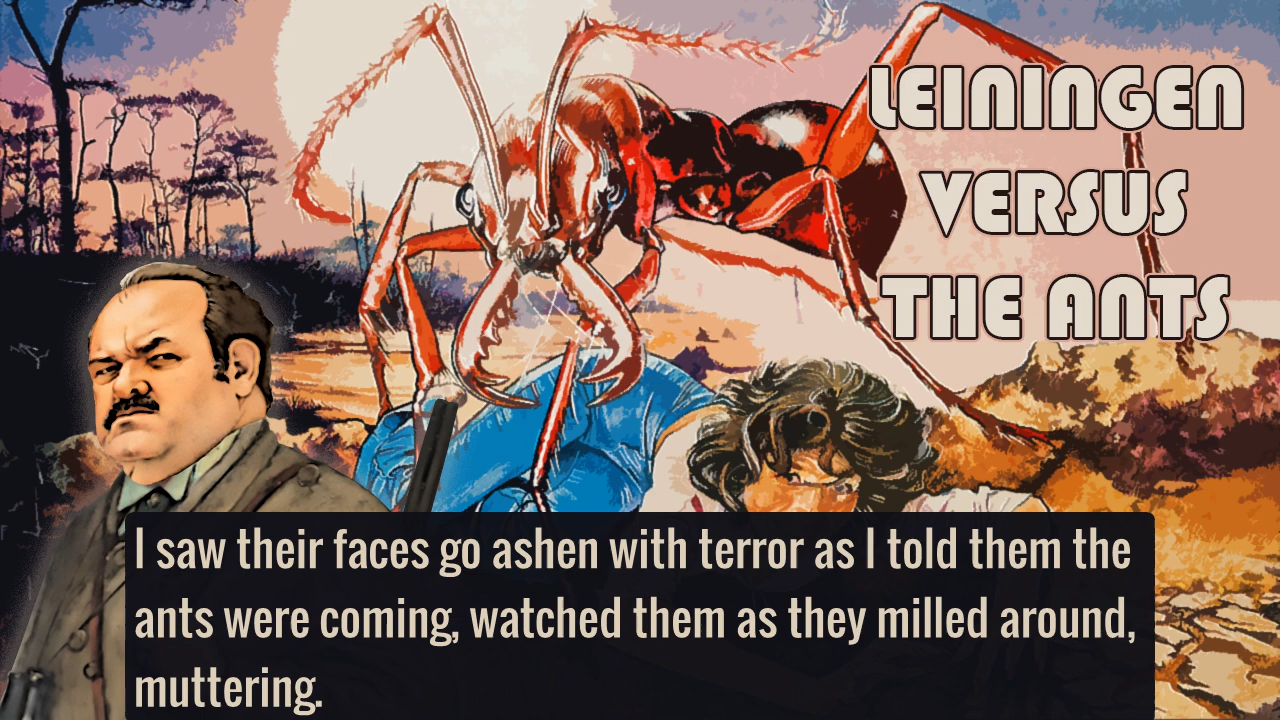 LEININGEN
VERSUS
THE ANTS
I saw their faces go ashen with terror as I told them the
ants were coming, watched them as they milled around,
muttering.